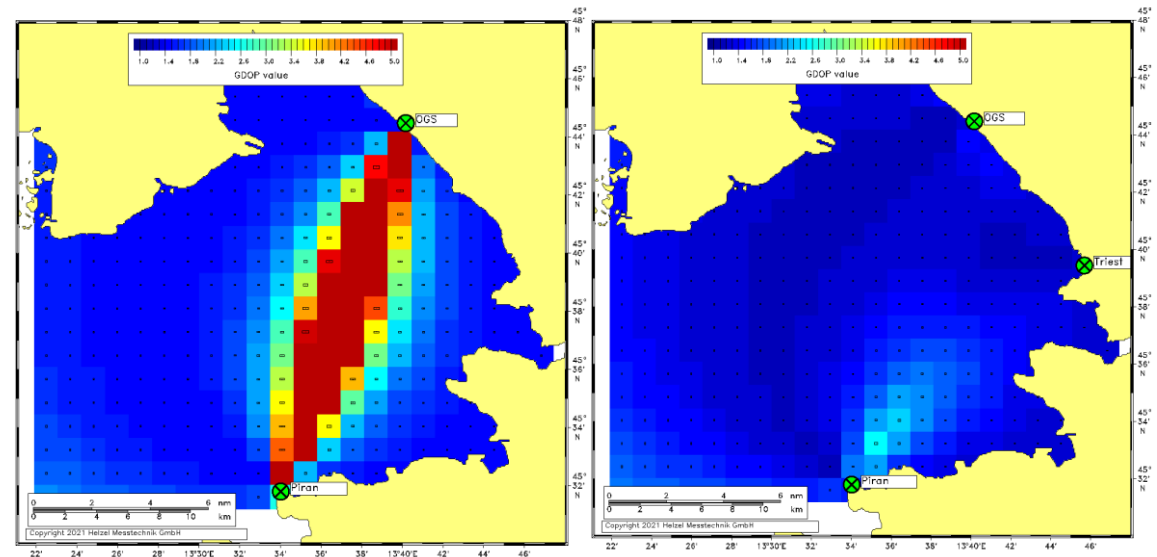 1.0 1.4 1.8 2.2 2.6 3.0 3.4 3.8 4.2 4.6 5.0
GDOP value
OGS
Piran
0 2 4 6 nm
0 2 4 6 8 10 km
Copyright 2021 Helzel Messtechnik GmbH
45°
48'
N
45°
46'
N
45°
44'
N
45°
42'
N
45°
40'
N
45°
38'
N
45°
36'
N
45°
34'
N
45°
32'
N
22' 24' 26' 28' 13°30'E 32' 34' 36' 38' 13°40'E 42' 44' 46'
1.0 1.4 1.8 2.2 2.6 3.0 3.4 3.8 4.2 4.6 5.0
GDOP value
OGS
Triest
Piran
0 2 4 6 nm
0 2 4 6 8 10 km
Copyright 2021 Helzel Messtechnik GmbH
45°
48'
N
45°
46'
N
45°
44'
N
45°
42'
N
45°
40'
N
45°
38'
N
45°
36'
N
45°
34'
N
45°
32'
N
22' 24' 26' 28' 13°30'E 32' 34' 36' 38' 13°40'E 42' 44' 46'